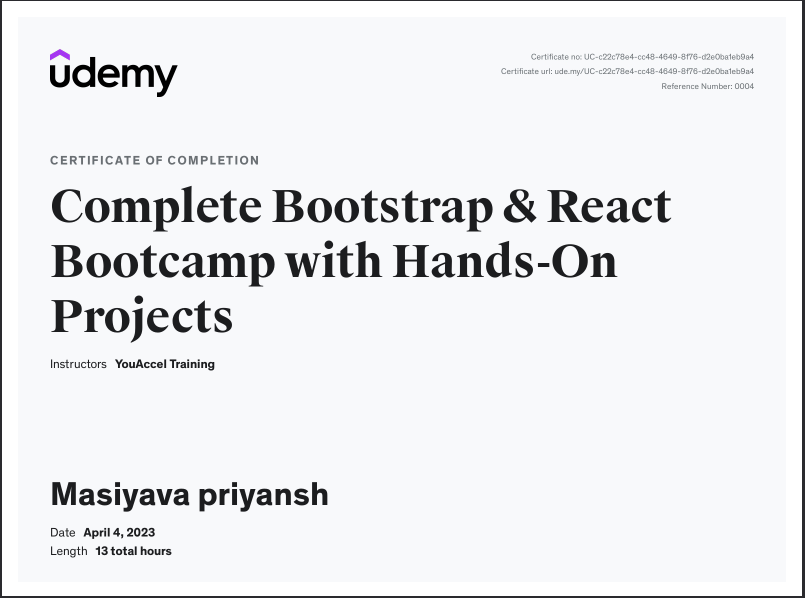 udemy
Certificate no: UC-c22c78e4-cc48-4649-8f76-d2e0ba1eb9a4
Certificate url: ude.my/UC-c22c78e4-cc48-4649-8f76-d2e0ba1eb9a4
Reference Number: 0004
CERTIFICATE OF COMPLETION
Complete Bootstrap & React
Bootcamp with Hands-On
Projects
Instructors YouAccel Training
Masiyava priyansh
Date April 4, 2023
Length 13 total hours